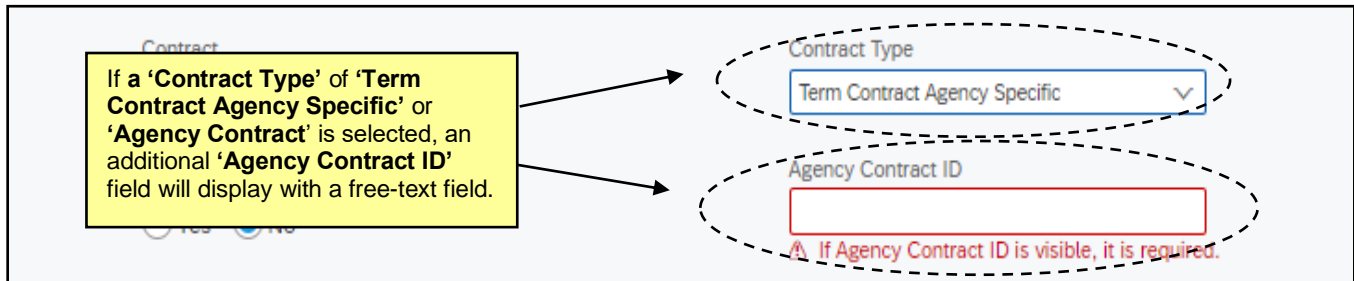 Contract
If a ‘Contract Type’ of ‘Term
Contract Agency Specific’ or
‘Agency Contract’ is selected, an
additional ‘Agency Contract ID’
field will display with a free-text field.
Yes No
Contract Type
Term Contract Agency Specific
Agency Contract ID
If Agency Contract ID is visible, it is required.